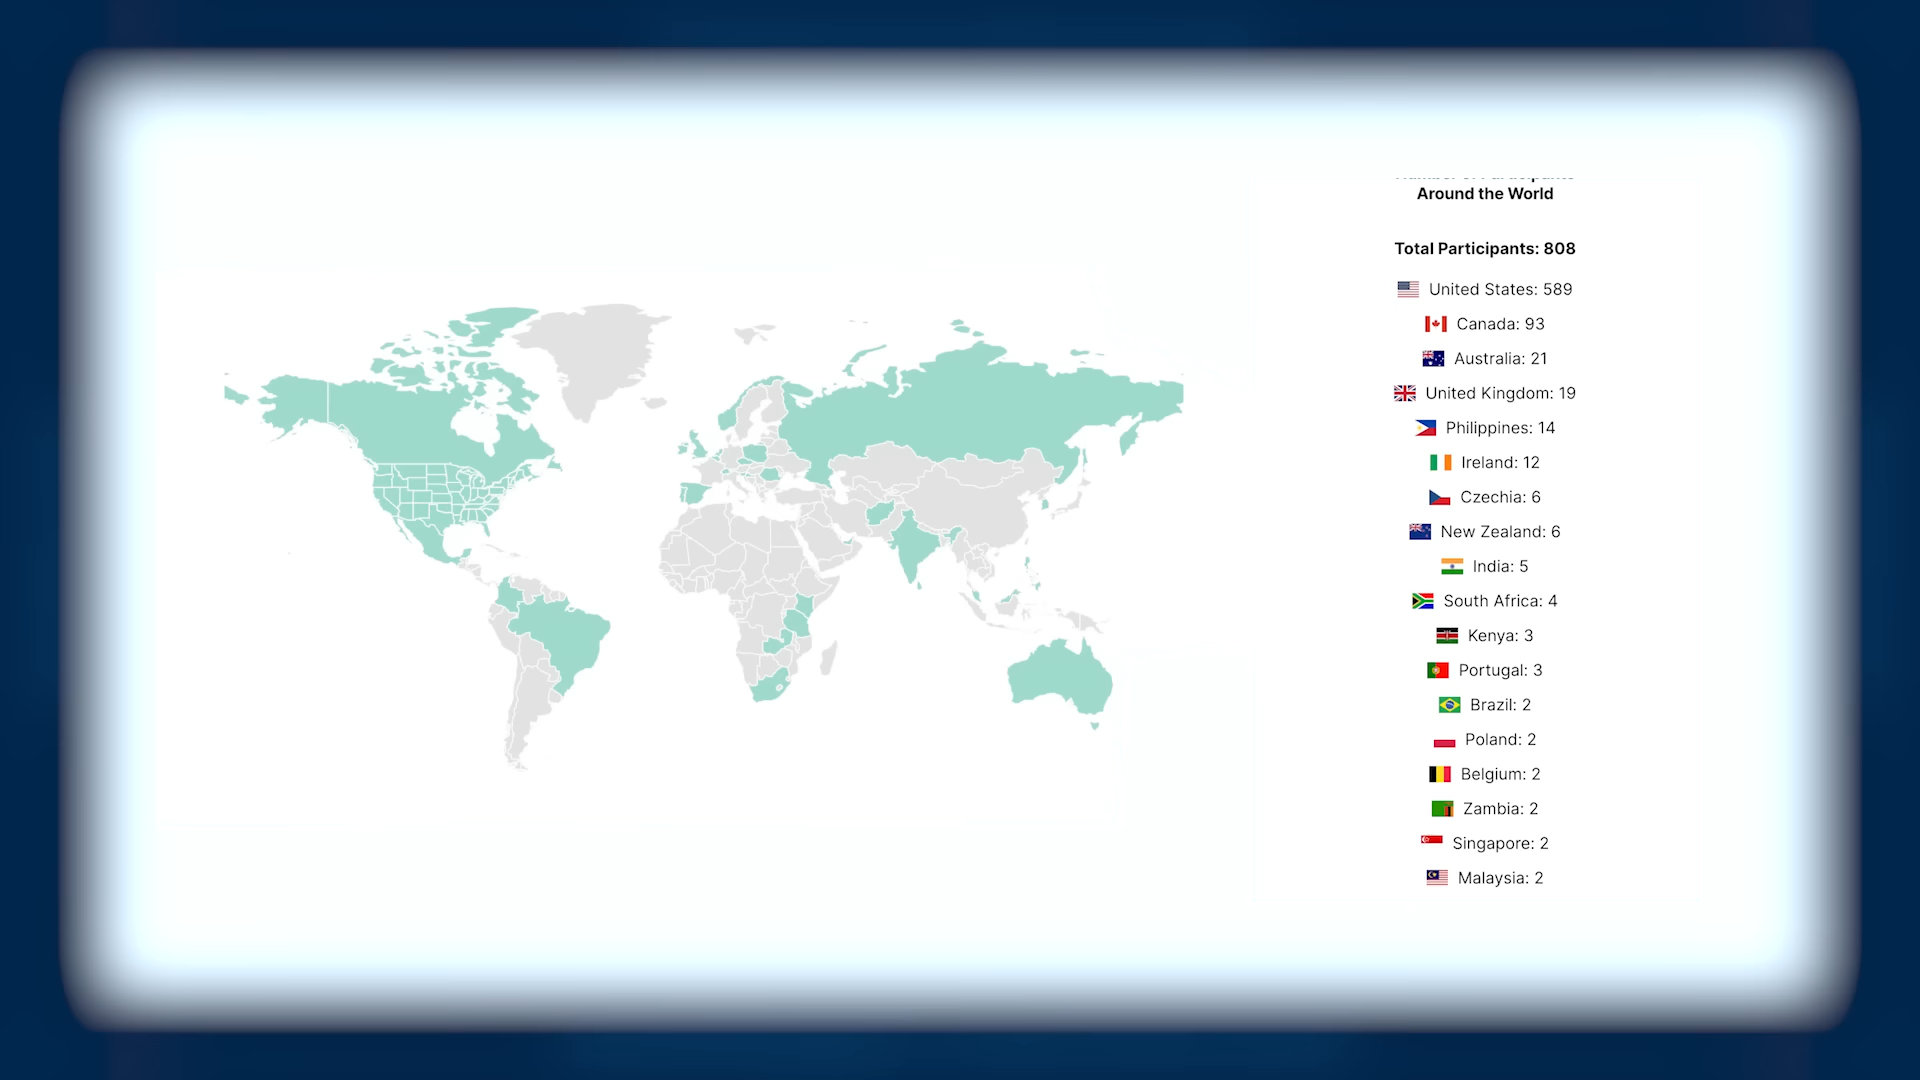 Around the World
Total Participants: 808
United States: 589
Canada: 93
Australia: 21
United Kingdom: 19
Philippines: 14
Ireland: 12
Czechia: 6
New Zealand: 6
India: 5
South Africa: 4
Kenya: 3
Portugal: 3
Brazil: 2
Poland: 2
Belgium: 2
Zambia: 2
Singapore: 2
Malaysia: 2